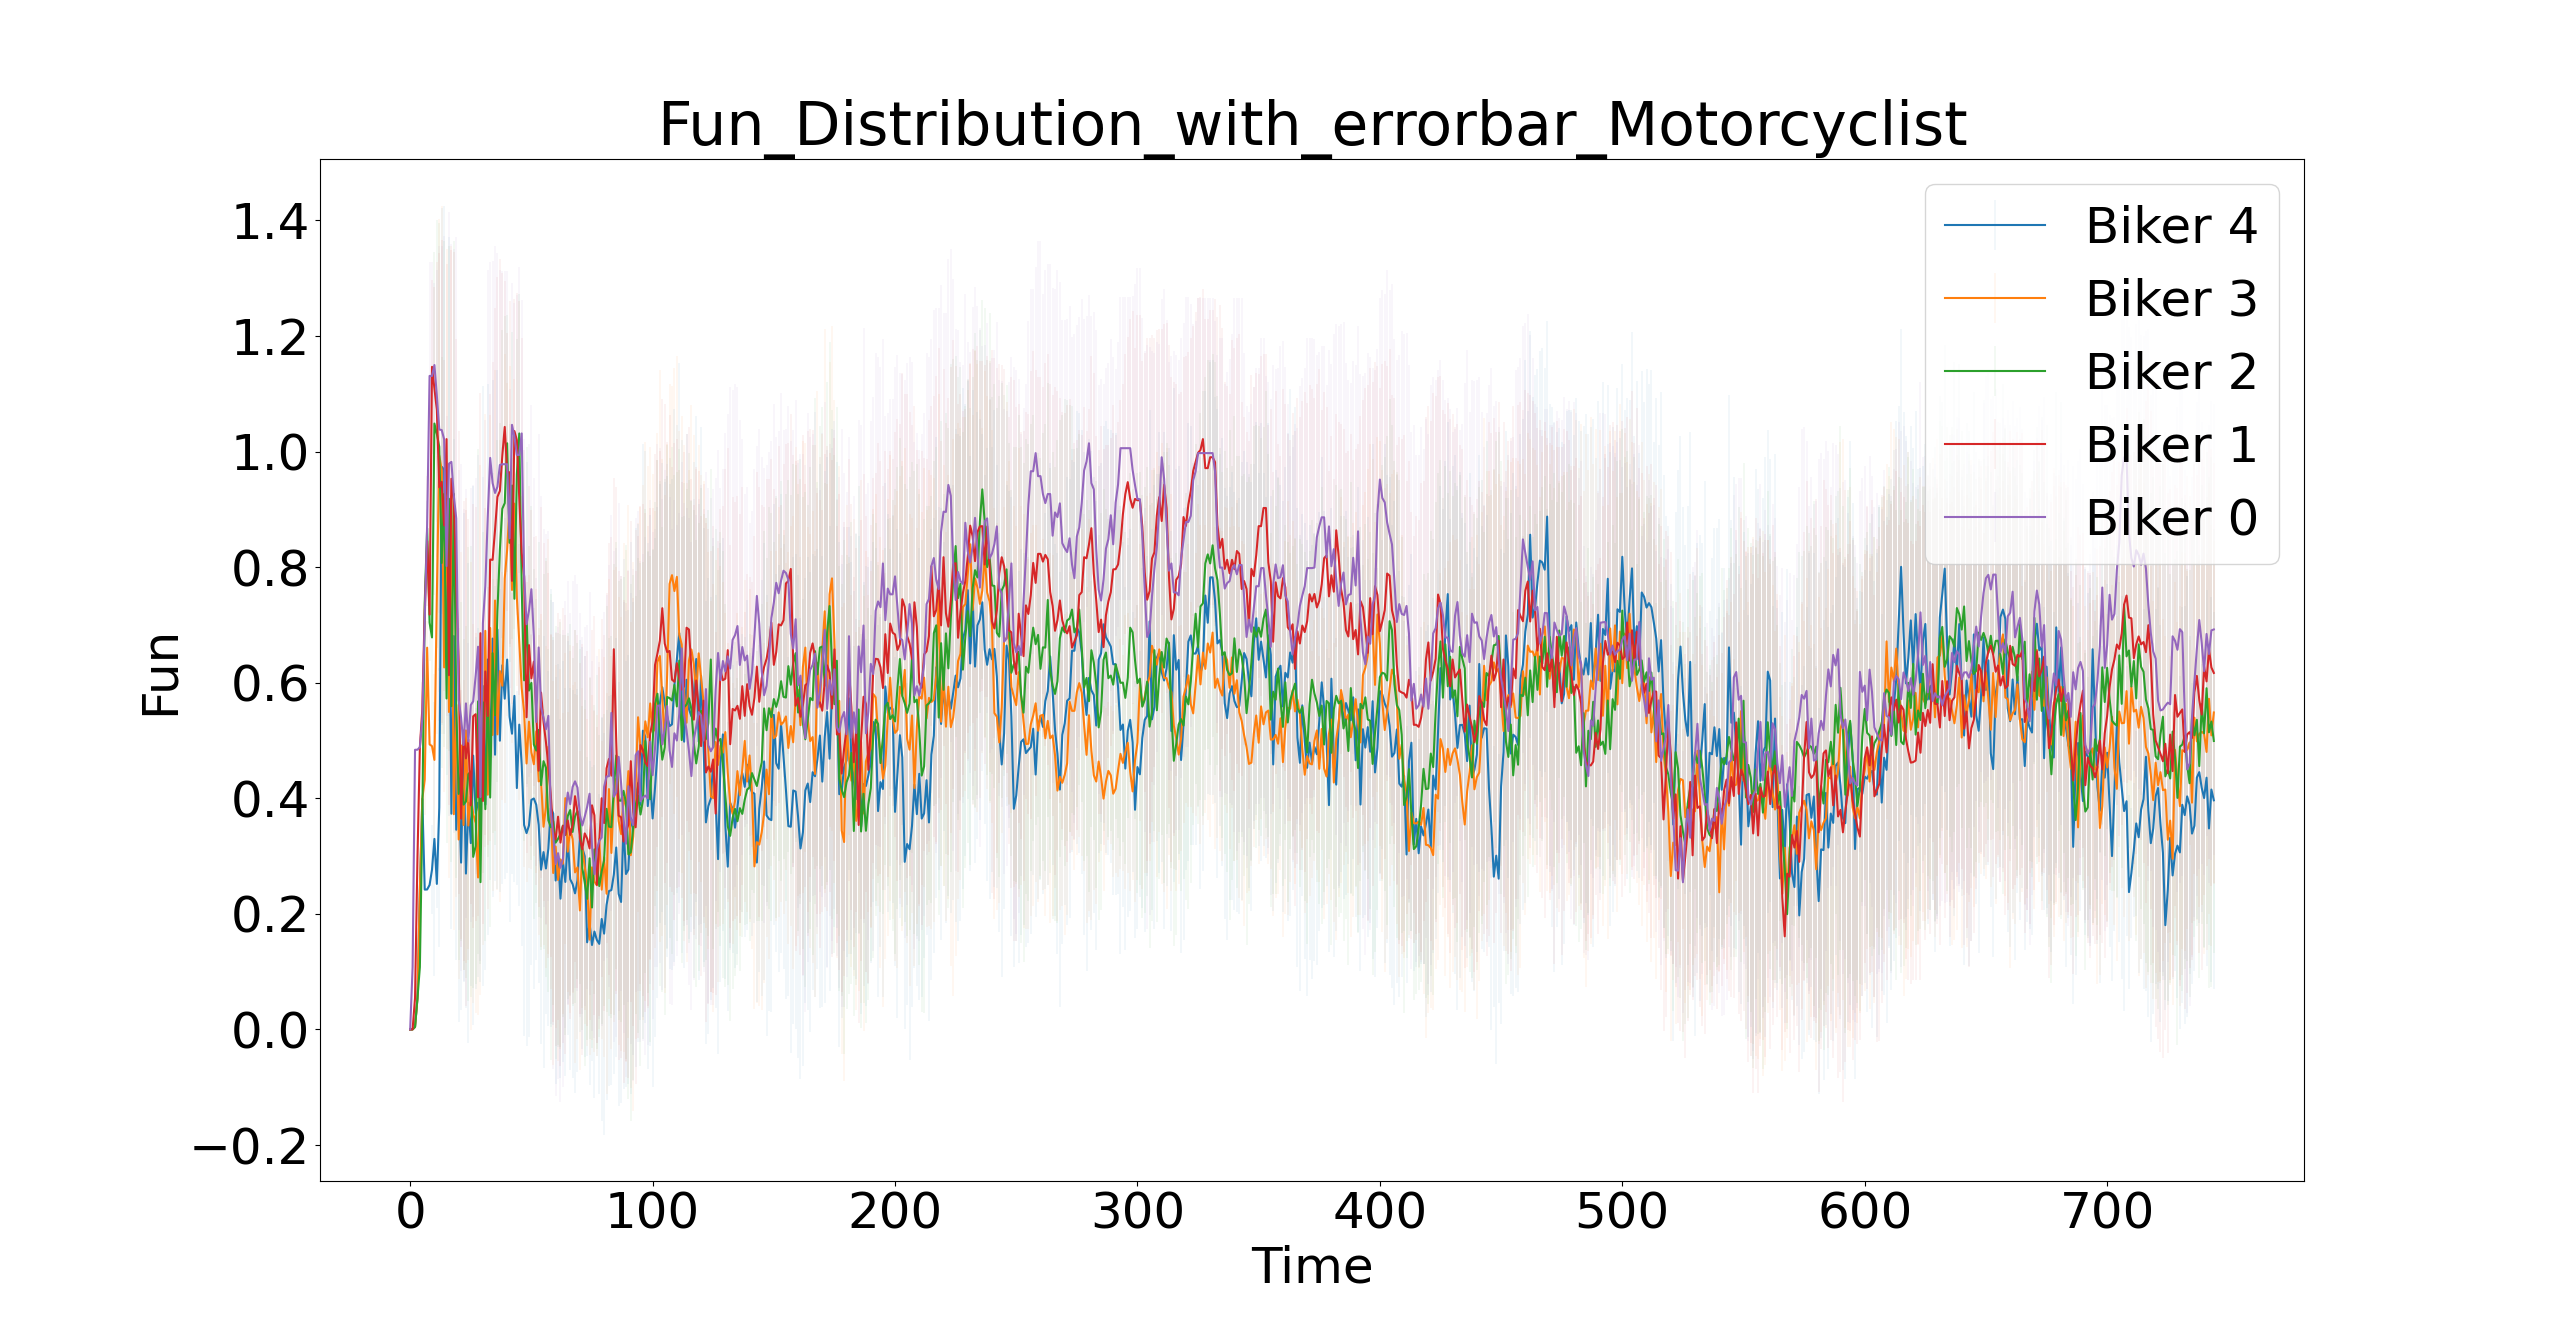 Fun_Distribution_with_errorbar_Motorcyclist
1.4
1.2
1.0
0.8
0.6
0.4
0.2
0.0
−0.2
Fun
0 100 200 300 400 500 600 700
Time
Biker 4
Biker 3
Biker 2
Biker 1
Biker 0